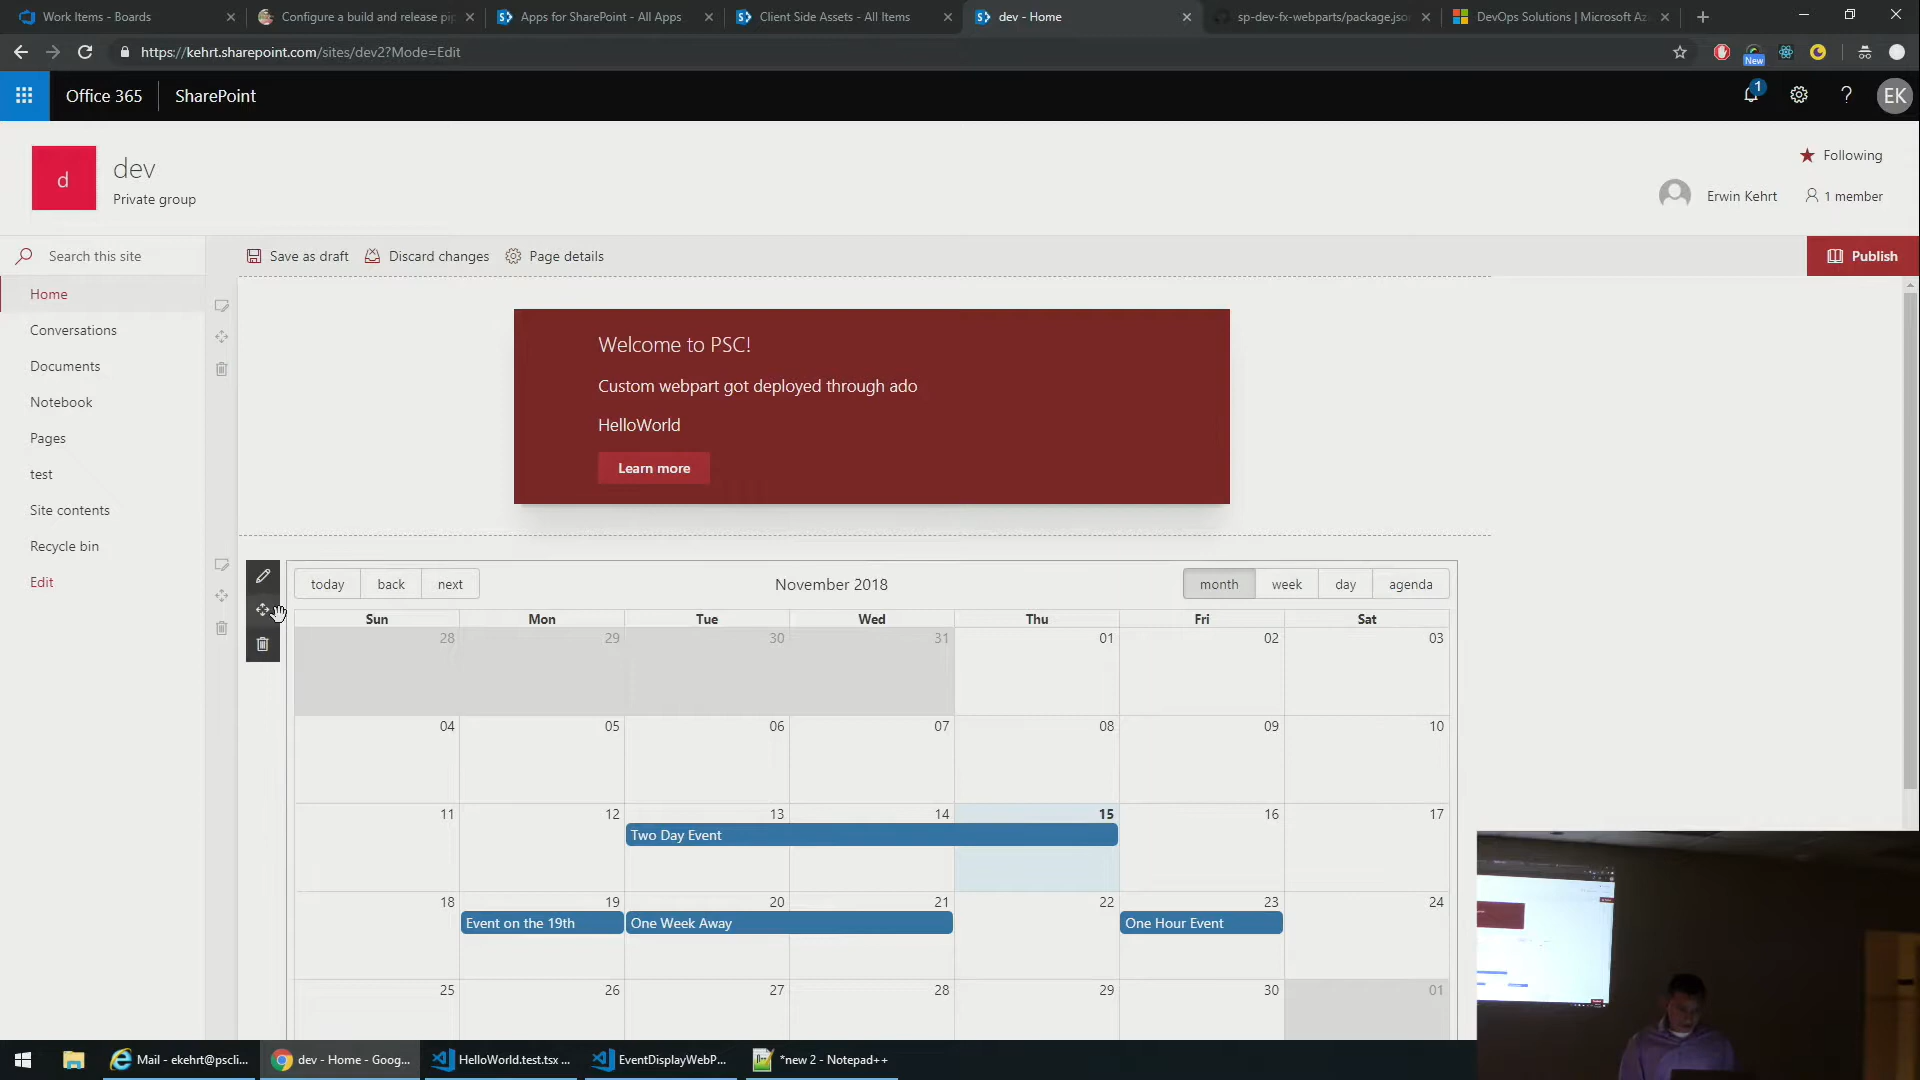 Work Items - Boards
Configure a build and release pip
Apps for SharePoint - All Apps
Client Side Assets - All Items
dev - Home
sp-dev-fx-webparts/package.jso
DevOps Solutions | Microsoft Az
https://kehrt.sharepoint.com/sites/dev2?Mode=Edit
New
Office 365
SharePoint
1
?
EK
d
dev
Private group
Following
Erwin Kehrt
1 member
Search this site
Save as draft
Discard changes
Page details
Publish
Home
Conversations
Documents
Notebook
Pages
test
Site contents
Recycle bin
Edit
Welcome to PSC!
Custom webpart got deployed through ado
HelloWorld
Learn more
today back next
November 2018
month week day agenda
Sun Mon Tue Wed Thu Fri Sat
28 29 30 31 01 02 03
04 05 06 07 08 09 10
11 12 13 14 15 16 17
Two Day Event
18 19 20 21 22 23 24
Event on the 19th
One Week Away
One Hour Event
25 26 27 28 29 30 01
Mail - ekehrt@pscli...
dev - Home - Goog...
HelloWorld.test.tsx ...
EventDisplayWebP...
*new 2 - Notepad++